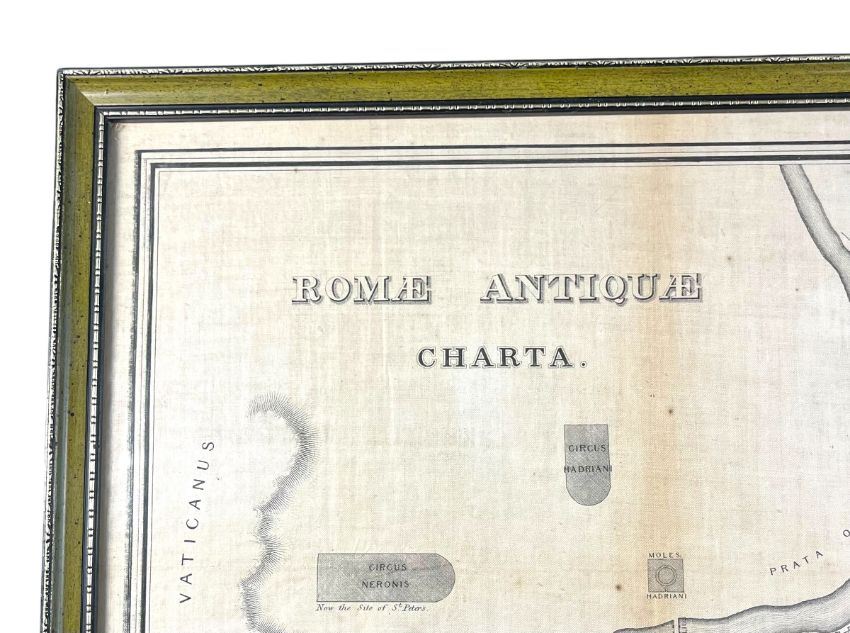 ROMÆ ANTIQUÆ
CHARTA.
VATICANUS
CIRCUS
HADRIANI
CIRCUS
NERONIS
Now the Site of St. Peters.
MOLES
HADRIANI
PRATA